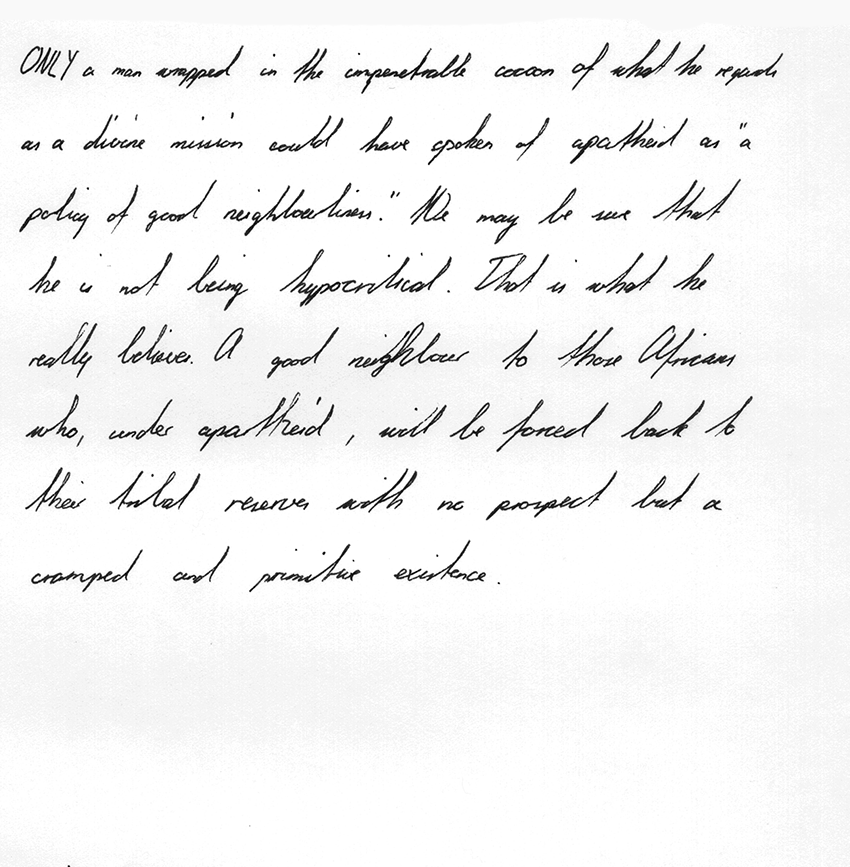 ONLY a man wrapped in the impenetrable cocoon of what he regards
as a divine mission could have spoken of apartheid as "a
policy of good neighbourliness." We may be sure that
he is not being hypocritical. That is what he
really believes. A good neighbour to those Africans
who, under apartheid, will be forced back to
their tribal reserves with no prospect but a
cramped and primitive existence.